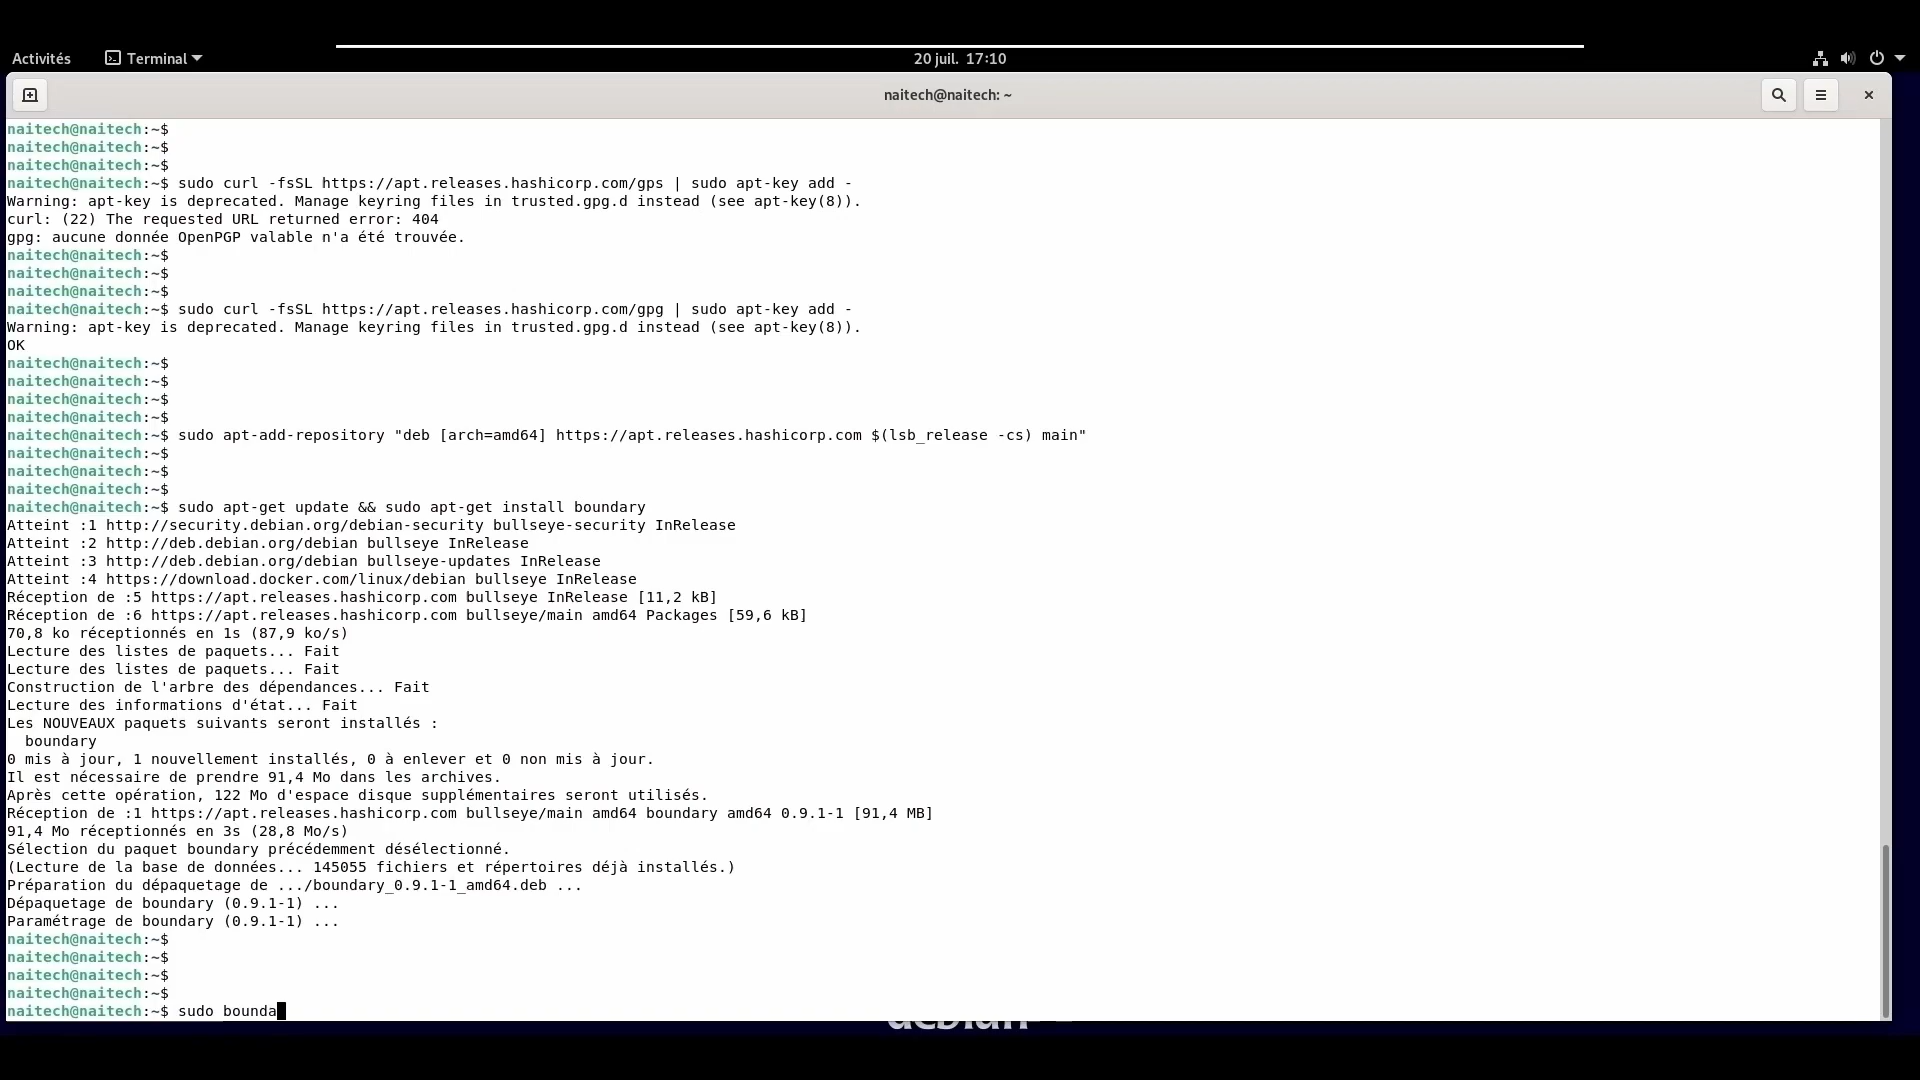 Activités
Terminal
20 juil. 17:10
naitech@naitech: ~
naitech@naitech:~$
naitech@naitech:~$
naitech@naitech:~$
naitech@naitech:~$ sudo curl -fsSL https://apt.releases.hashicorp.com/gps | sudo apt-key add -
Warning: apt-key is deprecated. Manage keyring files in trusted.gpg.d instead (see apt-key(8)).
curl: (22) The requested URL returned error: 404
gpg: aucune donnée OpenPGP valable n'a été trouvée.
naitech@naitech:~$
naitech@naitech:~$
naitech@naitech:~$
naitech@naitech:~$ sudo curl -fsSL https://apt.releases.hashicorp.com/gpg | sudo apt-key add -
Warning: apt-key is deprecated. Manage keyring files in trusted.gpg.d instead (see apt-key(8)).
OK
naitech@naitech:~$
naitech@naitech:~$
naitech@naitech:~$
naitech@naitech:~$
naitech@naitech:~$ sudo apt-add-repository "deb [arch=amd64] https://apt.releases.hashicorp.com $(lsb_release -cs) main"
naitech@naitech:~$
naitech@naitech:~$
naitech@naitech:~$
naitech@naitech:~$ sudo apt-get update && sudo apt-get install boundary
Atteint :1 http://security.debian.org/debian-security bullseye-security InRelease
Atteint :2 http://deb.debian.org/debian bullseye InRelease
Atteint :3 http://deb.debian.org/debian bullseye-updates InRelease
Atteint :4 https://download.docker.com/linux/debian bullseye InRelease
Réception de :5 https://apt.releases.hashicorp.com bullseye InRelease [11,2 kB]
Réception de :6 https://apt.releases.hashicorp.com bullseye/main amd64 Packages [59,6 kB]
70,8 ko réceptionnés en 1s (87,9 ko/s)
Lecture des listes de paquets... Fait
Lecture des listes de paquets... Fait
Construction de l'arbre des dépendances... Fait
Lecture des informations d'état... Fait
Les NOUVEAUX paquets suivants seront installés :
  boundary
0 mis à jour, 1 nouvellement installés, 0 à enlever et 0 non mis à jour.
Il est nécessaire de prendre 91,4 Mo dans les archives.
Après cette opération, 122 Mo d'espace disque supplémentaires seront utilisés.
Réception de :1 https://apt.releases.hashicorp.com bullseye/main amd64 boundary amd64 0.9.1-1 [91,4 MB]
91,4 Mo réceptionnés en 3s (28,8 Mo/s)
Sélection du paquet boundary précédemment désélectionné.
(Lecture de la base de données... 145055 fichiers et répertoires déjà installés.)
Préparation du dépaquetage de .../boundary_0.9.1-1_amd64.deb ...
Dépaquetage de boundary (0.9.1-1) ...
Paramétrage de boundary (0.9.1-1) ...
naitech@naitech:~$
naitech@naitech:~$
naitech@naitech:~$
naitech@naitech:~$
naitech@naitech:~$ sudo bounda